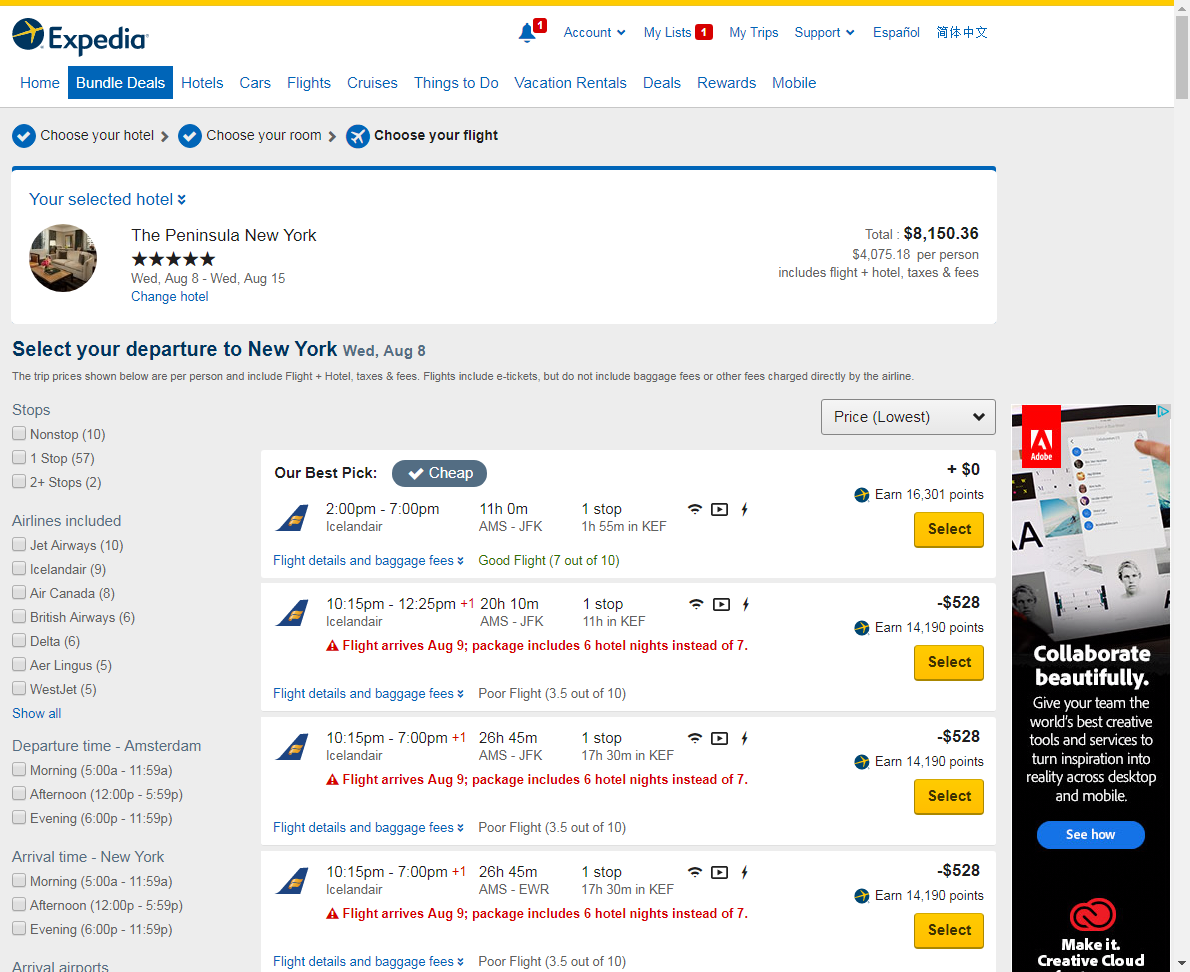 Expedia
1
Account
My Lists 1
My Trips
Support
Español
简体中文
Home
Bundle Deals
Hotels
Cars
Flights
Cruises
Things to Do
Vacation Rentals
Deals
Rewards
Mobile
Choose your hotel
Choose your room
Choose your flight
Your selected hotel
The Peninsula New York
Wed, Aug 8 - Wed, Aug 15
Change hotel
Total : $8,150.36
$4,075.18 per person
includes flight + hotel, taxes & fees
Select your departure to New York Wed, Aug 8
The trip prices shown below are per person and include Flight + Hotel, taxes & fees. Flights include e-tickets, but do not include baggage fees or other fees charged directly by the airline.
Stops
Nonstop (10)
1 Stop (57)
2+ Stops (2)
Airlines included
Jet Airways (10)
Icelandair (9)
Air Canada (8)
British Airways (6)
Delta (6)
Aer Lingus (5)
WestJet (5)
Show all
Departure time - Amsterdam
Morning (5:00a - 11:59a)
Afternoon (12:00p - 5:59p)
Evening (6:00p - 11:59p)
Arrival time - New York
Morning (5:00a - 11:59a)
Afternoon (12:00p - 5:59p)
Evening (6:00p - 11:59p)
Arrival airports
Price (Lowest)
Our Best Pick: Cheap
+ $0
Earn 16,301 points
2:00pm - 7:00pm 11h 0m 1 stop
Icelandair AMS - JFK 1h 55m in KEF
Select
Flight details and baggage fees Good Flight (7 out of 10)
10:15pm - 12:25pm +1 20h 10m 1 stop
-$528
Icelandair AMS - JFK 11h in KEF
Earn 14,190 points
Flight arrives Aug 9; package includes 6 hotel nights instead of 7.
Select
Flight details and baggage fees Poor Flight (3.5 out of 10)
10:15pm - 7:00pm +1 26h 45m 1 stop
-$528
Icelandair AMS - JFK 17h 30m in KEF
Earn 14,190 points
Flight arrives Aug 9; package includes 6 hotel nights instead of 7.
Select
Flight details and baggage fees Poor Flight (3.5 out of 10)
10:15pm - 7:00pm +1 26h 45m 1 stop
-$528
Icelandair AMS - EWR 17h 30m in KEF
Earn 14,190 points
Flight arrives Aug 9; package includes 6 hotel nights instead of 7.
Select
Flight details and baggage fees Poor Flight (3.5 out of 10)
Adobe
Collaborate
beautifully.
Give your team the
world's best creative
tools and services to
turn inspiration into
reality across desktop
and mobile.
See how
Make it.
Creative Cloud